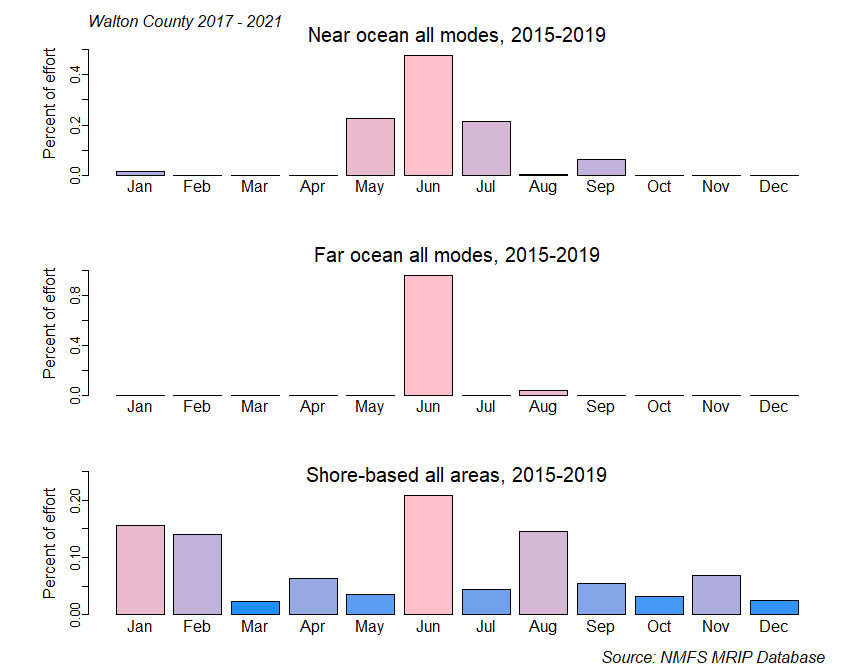 Walton County 2017 - 2021
Near ocean all modes, 2015-2019
Percent of effort
0.4
0.2
0.0
Jan Feb Mar Apr May Jun Jul Aug Sep Oct Nov Dec
Far ocean all modes, 2015-2019
Percent of effort
0.8
0.4
0.0
Jan Feb Mar Apr May Jun Jul Aug Sep Oct Nov Dec
Shore-based all areas, 2015-2019
Percent of effort
0.20
0.10
0.00
Jan Feb Mar Apr May Jun Jul Aug Sep Oct Nov Dec
Source: NMFS MRIP Database